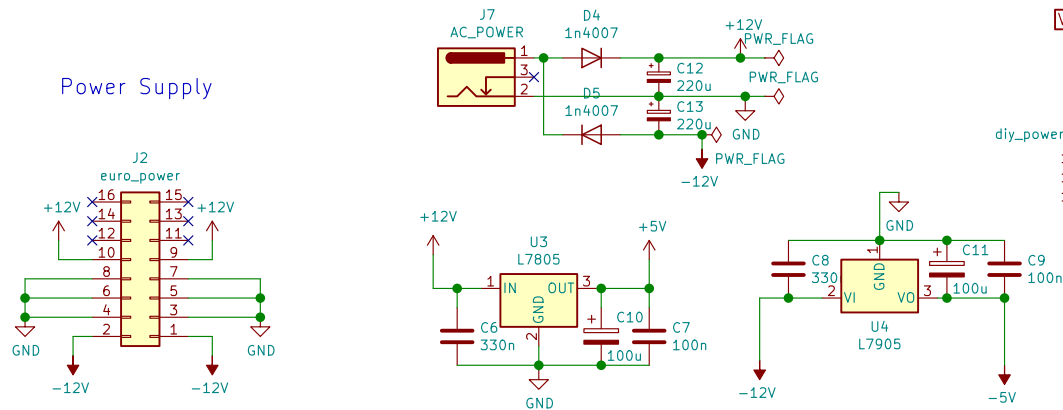 Power Supply
J7
AC_POWER
1
3
2
D4
1n4007
+12V
PWR_FLAG
+
C12
220u
PWR_FLAG
D5
1n4007
+
C13
220u
GND
PWR_FLAG
-12V
diy_power
J2
euro_power
16
15
14
13
12
11
10
9
8
7
6
5
4
3
2
1
+12V
+12V
GND
GND
-12V
-12V
+12V
U3
L7805
1
IN
OUT
3
GND
2
C6
330n
+
C10
100u
C7
100n
GND
+5V
GND
C8
330
1
GND
2
VI
VO
3
U4
L7905
+
C11
100u
C9
100n
-12V
-5V